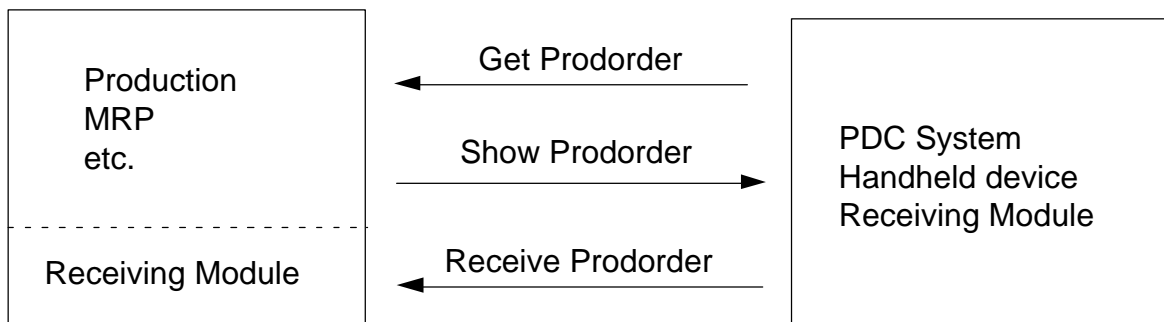 Production
MRP
etc.
Receiving Module
Get Prodorder
Show Prodorder
Receive Prodorder
PDC System
Handheld device
Receiving Module